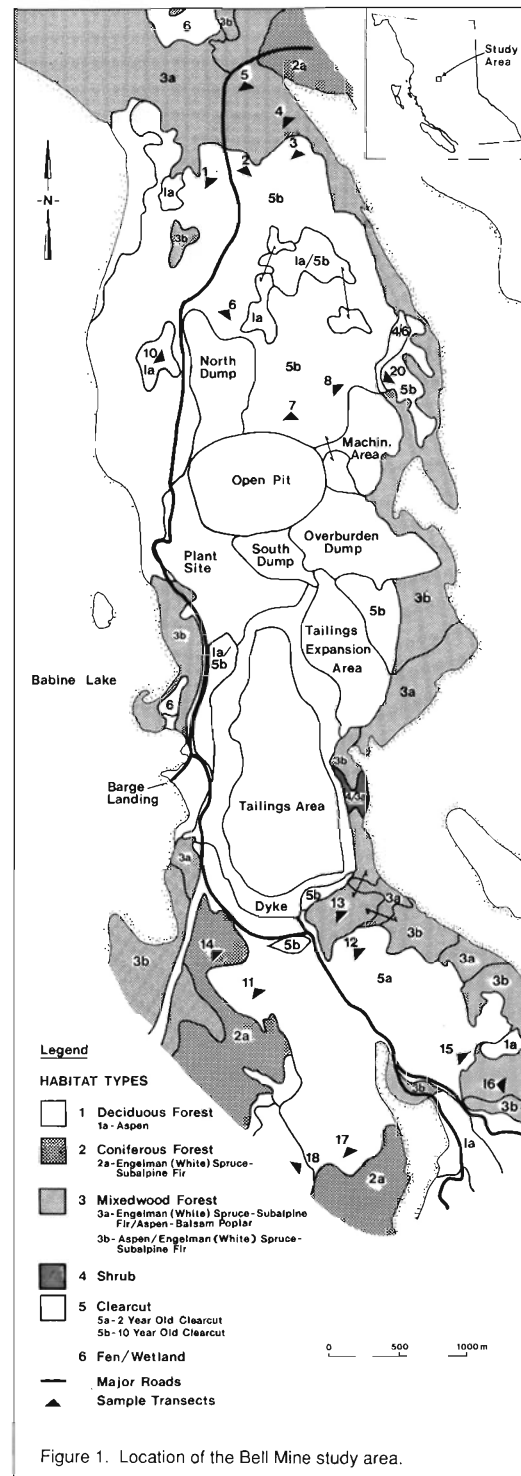 6
3b
3a
5
2a
Study
Area
4
3
2
1
-N-
1a
5b
3b
1a/5b
6
1a
4/6
10
1a
North
Dump
5b
8
20
5b
7
Machin.
Area
Open Pit
Overburden
Dump
Plant
Site
South
Dump
5b
3b
3b
1a/
5b
Tailings
Expansion
Area
3a
Babine Lake
6
3b
Barge
Landing
Tailings Area
3a
Dyke
5b
3a
13
3b
3b
14
5b
12
3a
3b
5a
11
2a
15
1a
16
3b
3b
1a
17
18
2a
Legend
HABITAT TYPES
1 Deciduous Forest
1a-Aspen
2 Coniferous Forest
2a-Engelman (White) Spruce-
Subalpine Fir
3 Mixedwood Forest
3a-Engelman (White) Spruce-Subalpine
Fir/Aspen-Balsam Poplar
3b-Aspen/Engelman (White) Spruce-
Subalpine Fir
4 Shrub
5 Clearcut
5a-2 Year Old Clearcut
5b-10 Year Old Clearcut
6 Fen/Wetland
Major Roads
Sample Transects
0 500 1000 m
Figure 1. Location of the Bell Mine study area.